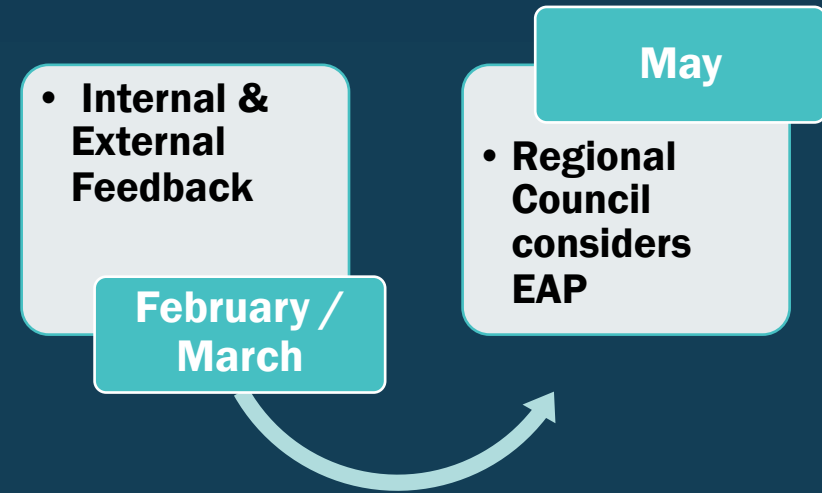 • Internal &
External
Feedback
February /
March
May
• Regional
Council
considers
EAP